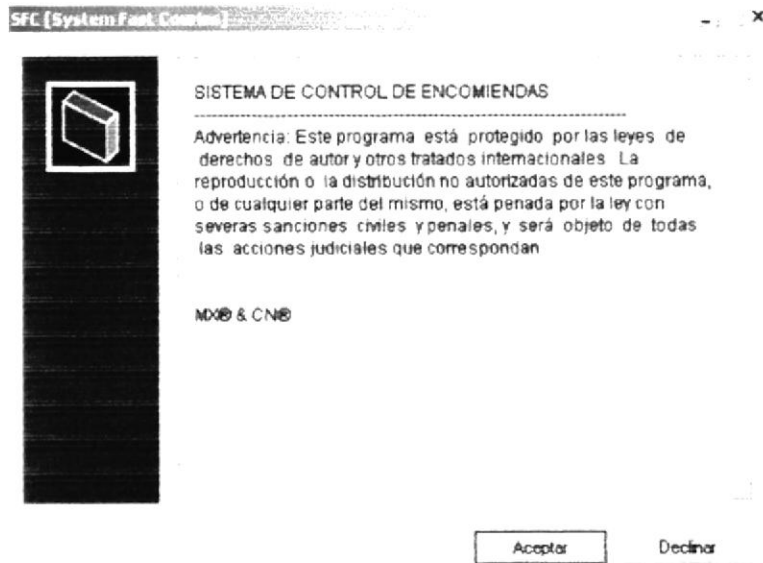 SFC [System Fast Courier]
SISTEMA DE CONTROL DE ENCOMIENDAS
Advertencia: Este programa está protegido por las leyes de
derechos de autor y otros tratados internacionales La
reproducción o la distribución no autorizadas de este programa,
o de cualquier parte del mismo, está penada por la ley con
severas sanciones civiles y penales, y será objeto de todas
las acciones judiciales que correspondan
MX® & CN®
Aceptar Declinar